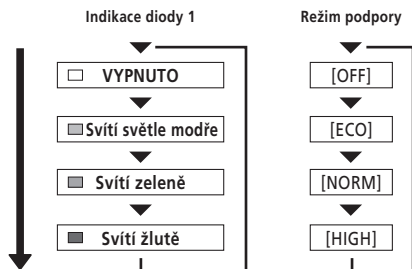 Indikace diody 1
Režim podpory
VYPNUTO
[OFF]
Svítí světle modře
[ECO]
Svítí zeleně
[NORM]
Svítí žlutě
[HIGH]